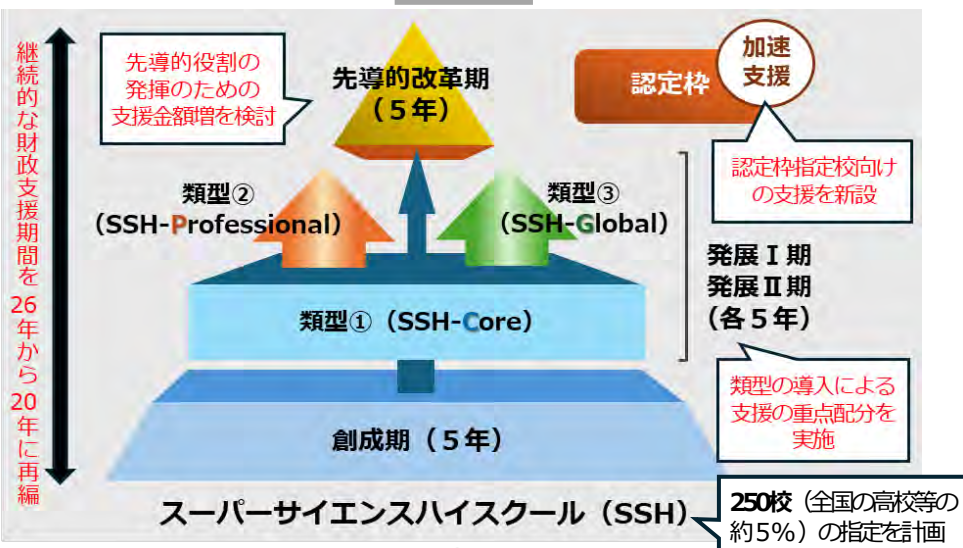 継続的な財政支援期間を26年から20年に再編
先導的役割の
発揮のための
支援金額増を検討
先導的改革期
（５年）
認定枠
加速
支援
認定枠指定校向け
の支援を新設
類型②
（SSH-Professional）
類型③
（SSH-Global）
発展Ⅰ期
発展Ⅱ期
（各５年）
類型①（SSH-Core）
類型の導入による
支援の重点配分を
実施
創成期（５年）
スーパーサイエンスハイスクール（SSH）
250校（全国の高校等の
約5%）の指定を計画